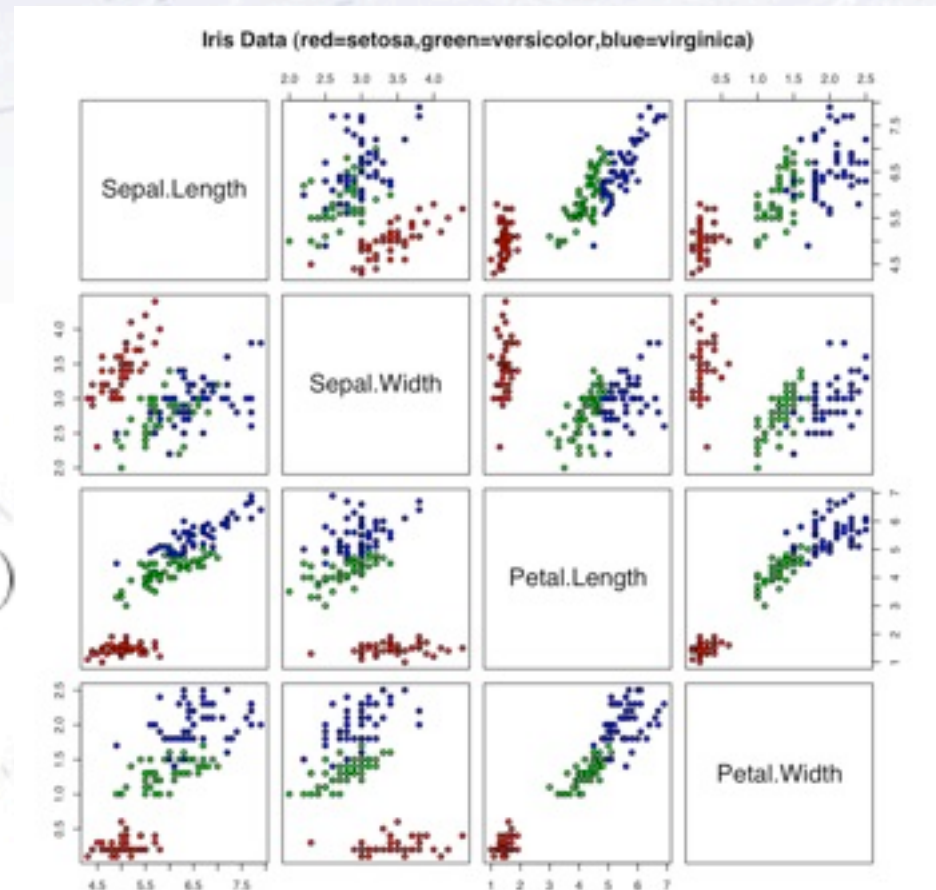 Iris Data (red=setosa,green=versicolor,blue=virginica)
2.0 2.5 3.0 3.5 4.0
0.5 1.0 1.5 2.0 2.5
Sepal.Length
4.5 5.5 6.5 7.5
2.0 2.5 3.0 3.5 4.0
Sepal.Width
Petal.Length
1 2 3 4 5 6 7
0.5 1.0 1.5 2.0 2.5
Petal.Width
4.5 5.5 6.5 7.5
1 2 3 4 5 6 7